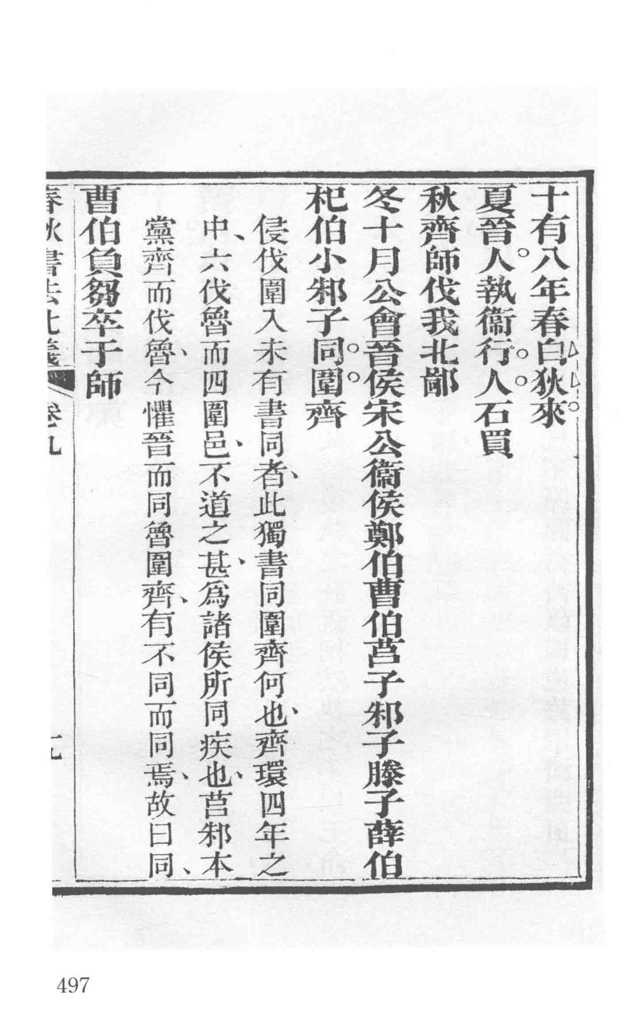 十有八年春白狄來
夏晉人執衞行人石買
秋齊師伐我北鄙
冬十月公會晉侯宋公衞侯鄭伯曹伯莒子邾子滕子薛伯
杞伯小邾子同圍齊
侵伐圍入未有書同者此獨書同圍齊何也齊環四年之
中六伐魯而四圍邑不道之甚爲諸侯所同疾也莒邾本
黨齊而伐魯今懼晉而同魯圍齊有不同而同焉故曰同
曹伯負芻卒于師
春秋書法比義 卷九
497